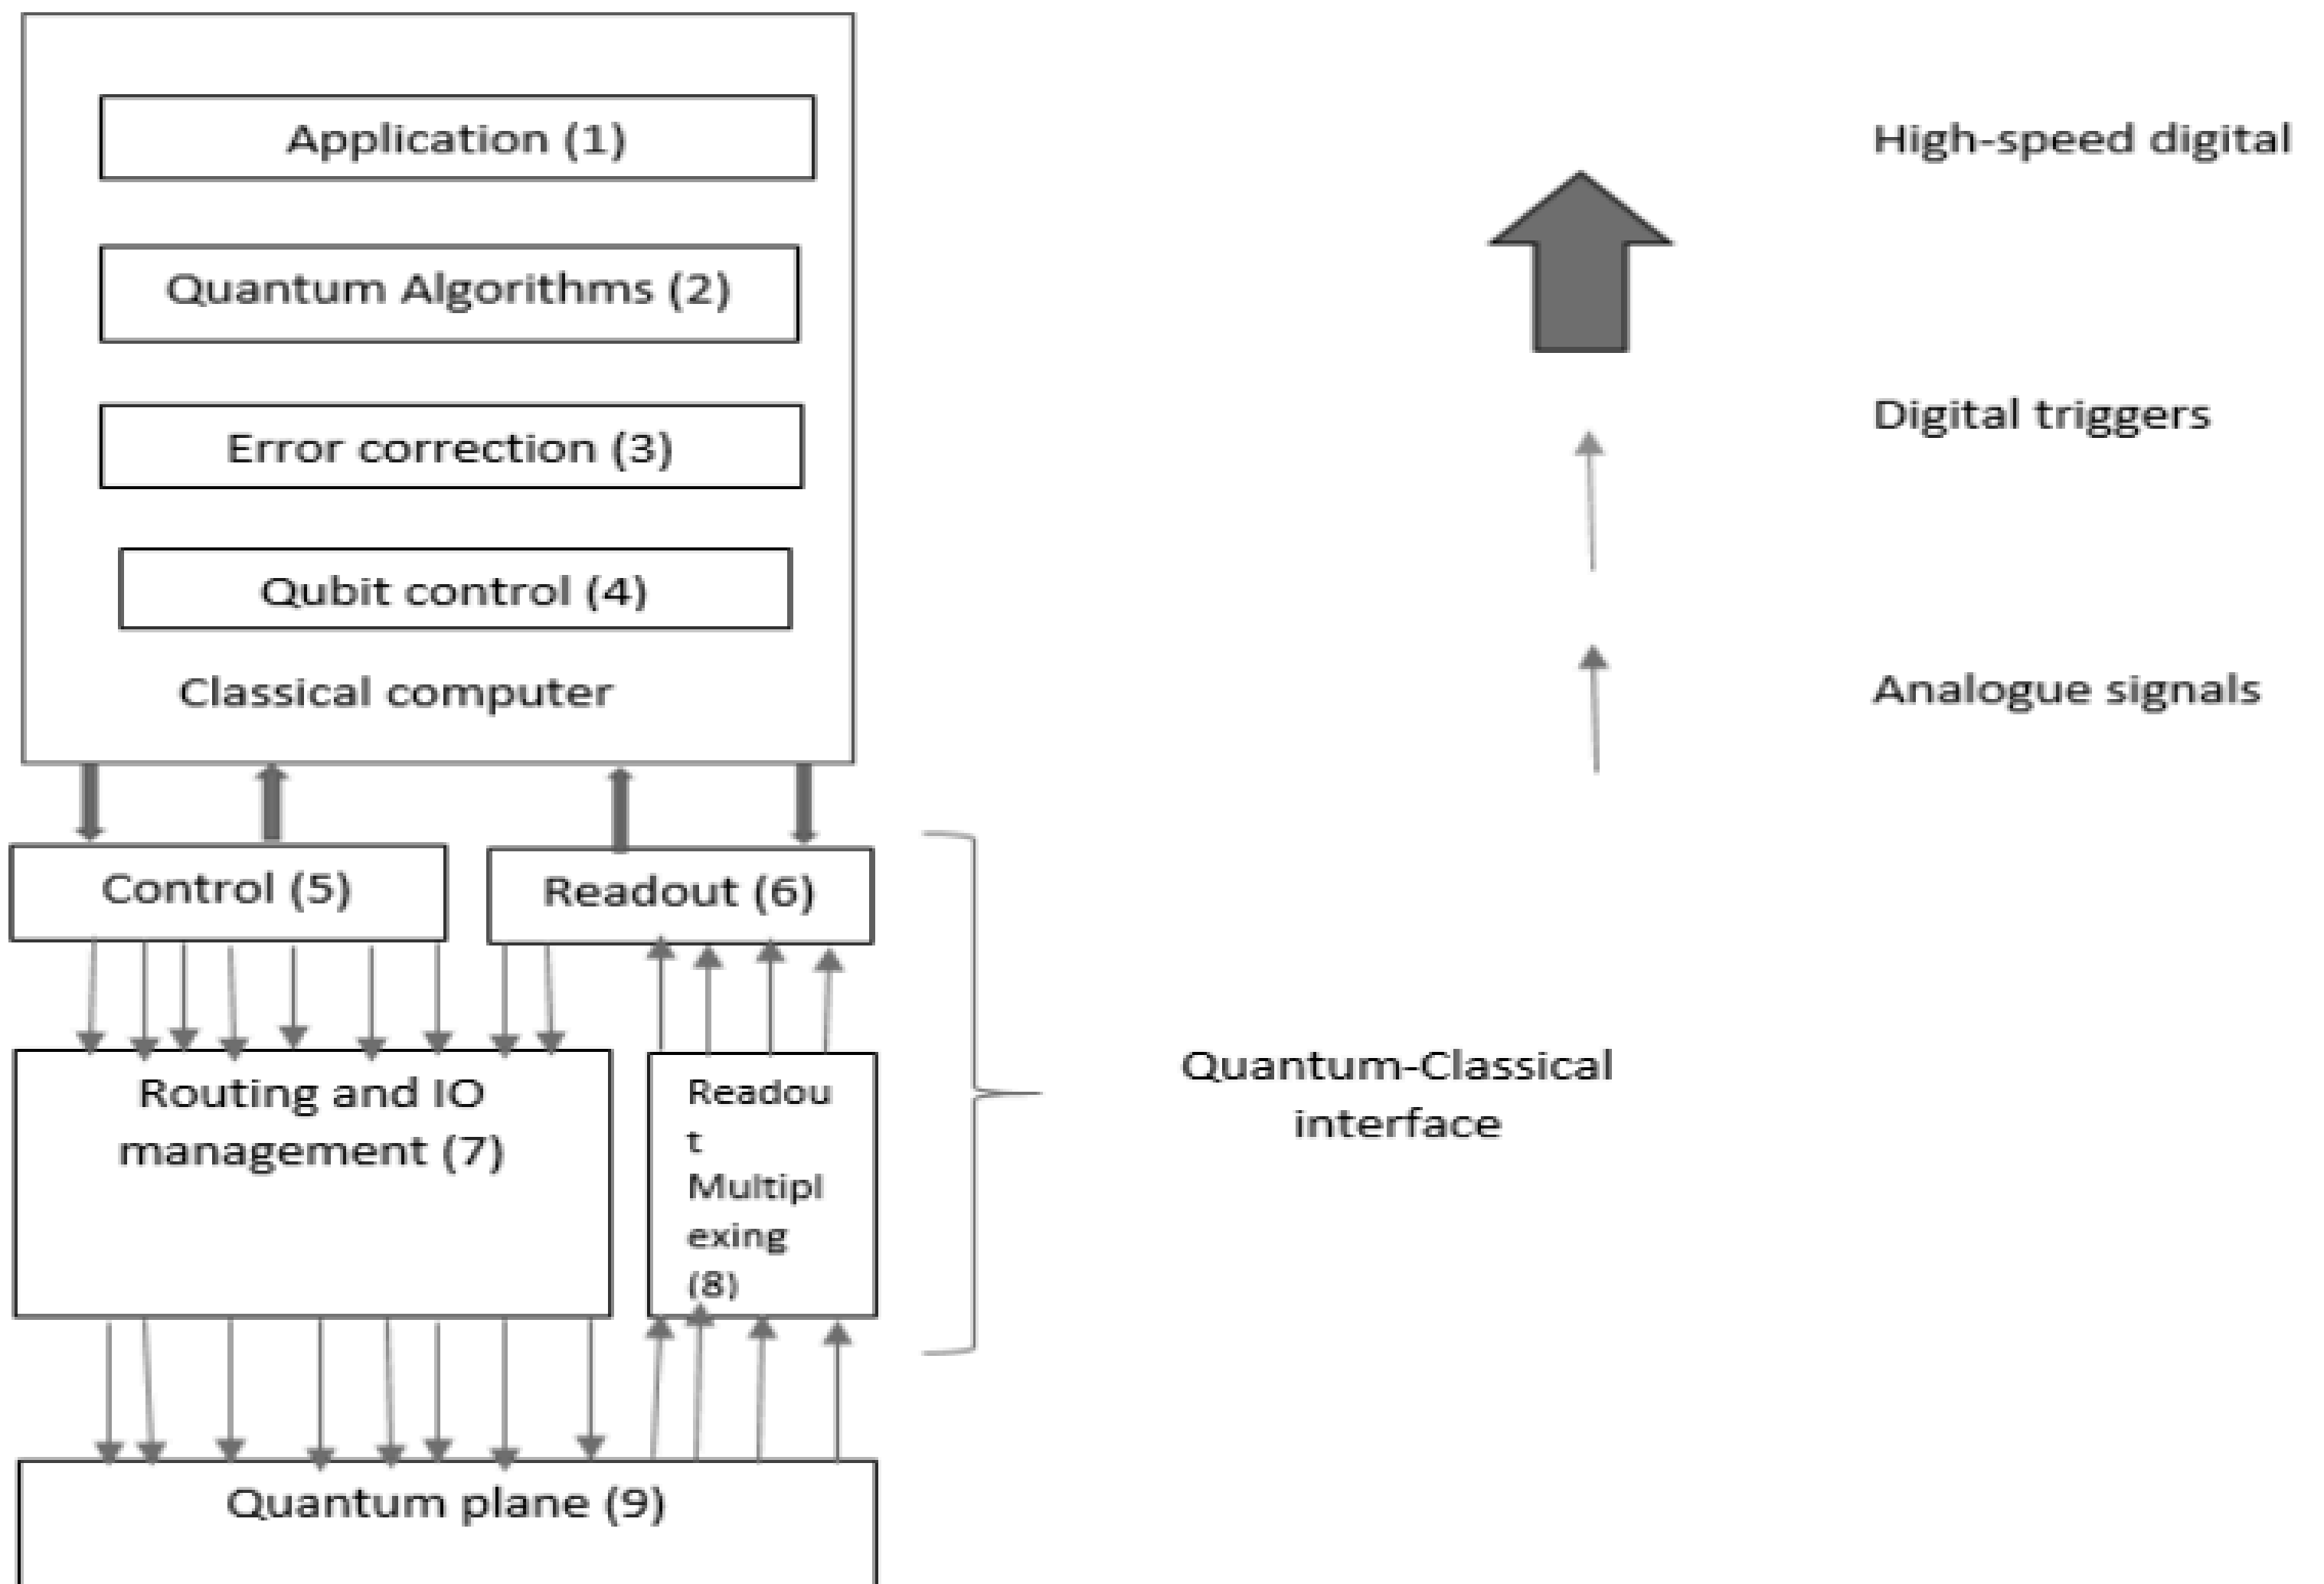 Application (1)
Quantum Algorithms (2)
Error correction (3)
Qubit control (4)
Classical computer
Control (5)
Readout (6)
Routing and IO
management (7)
Readou
t
Multipl
exing
(8)
Quantum plane (9)
High-speed digital
Digital triggers
Analogue signals
Quantum-Classical
interface